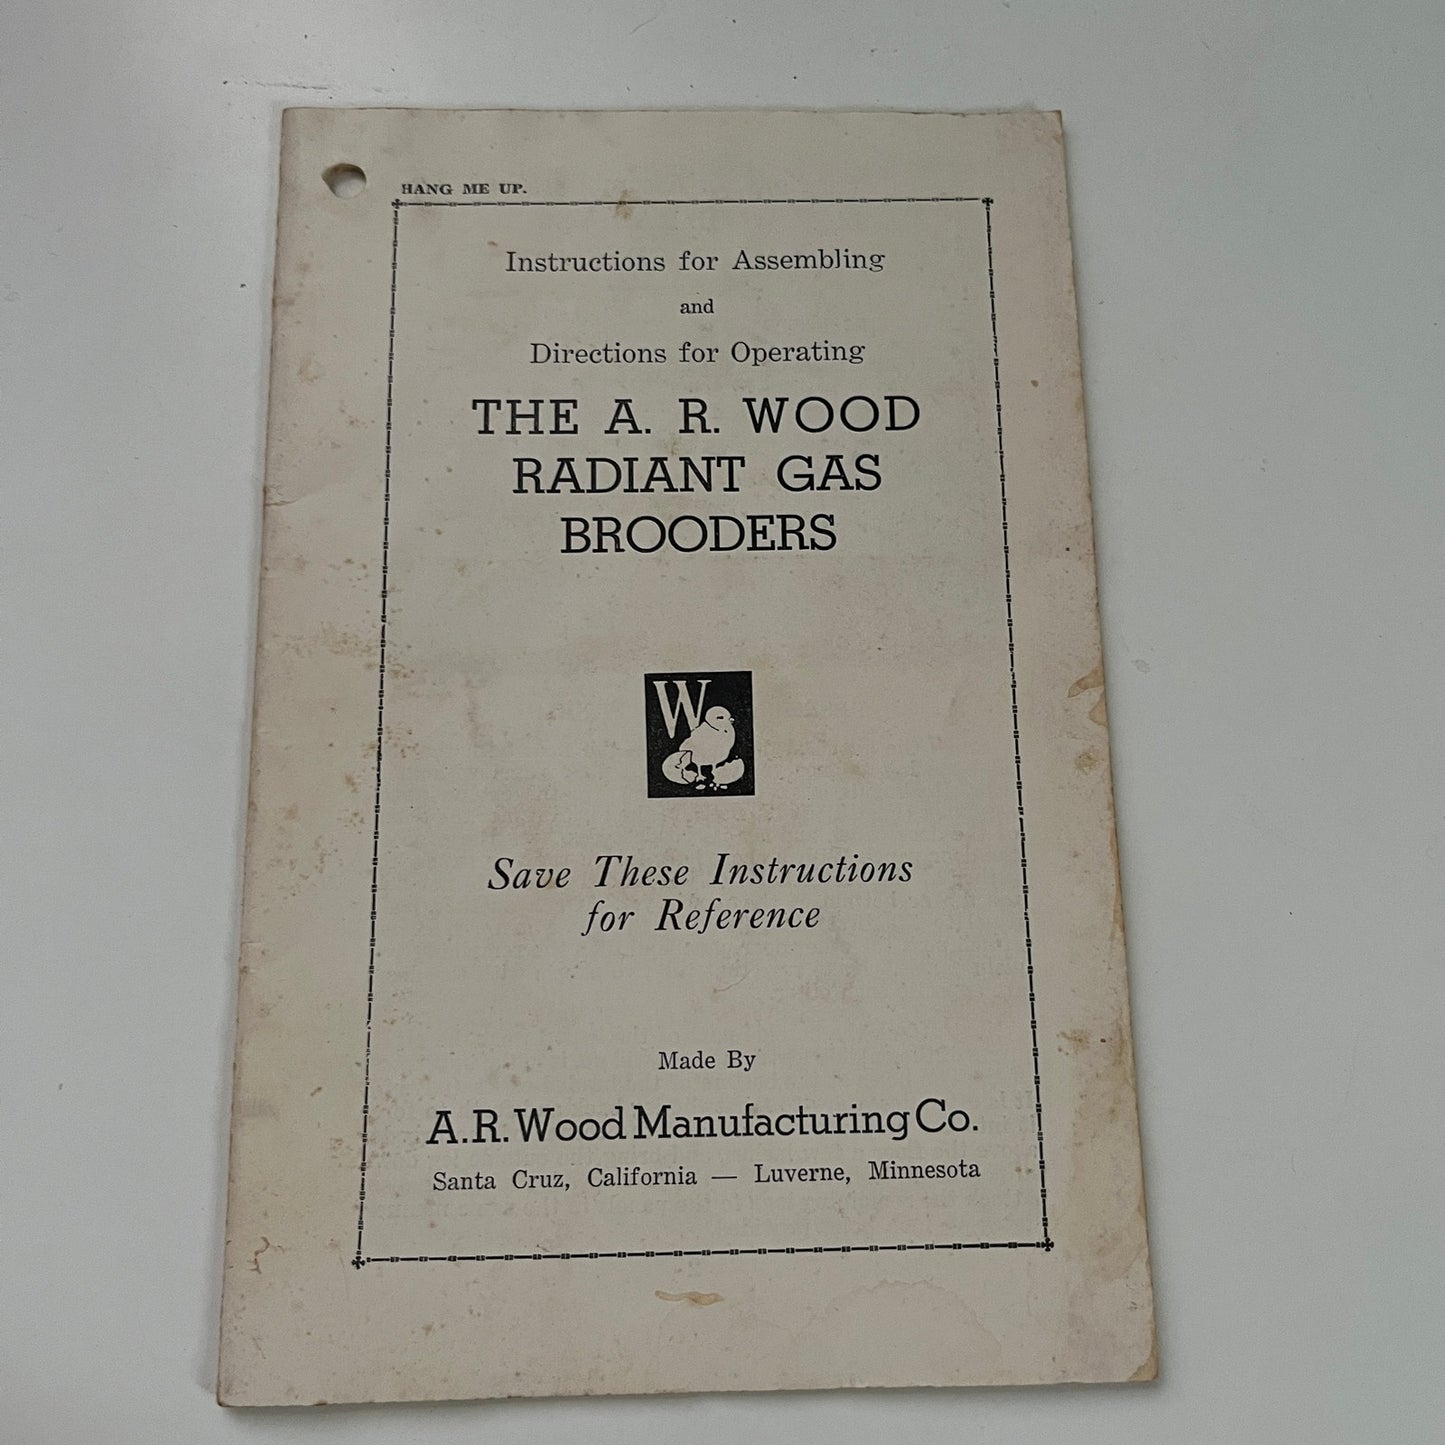 HANG ME UP.
Instructions for Assembling
and
Directions for Operating
THE A. R. WOOD
RADIANT GAS
BROODERS
W
Save These Instructions
for Reference
Made By
A.R. Wood Manufacturing Co.
Santa Cruz, California — Luverne, Minnesota